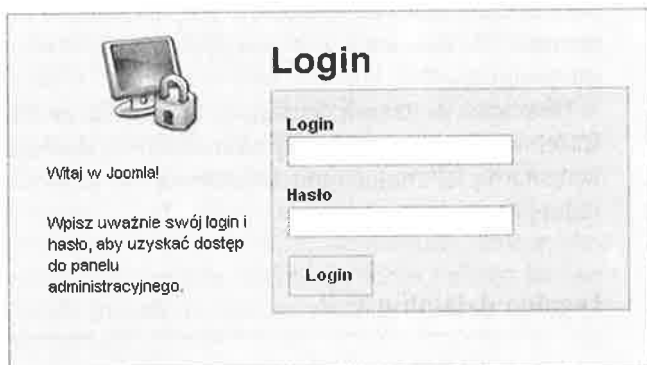 Login
Login
Witaj w Joomla!
Hasło
Wpisz uważnie swój login i
hasło, aby uzyskać dostęp
do panelu
administracyjnego.
Login